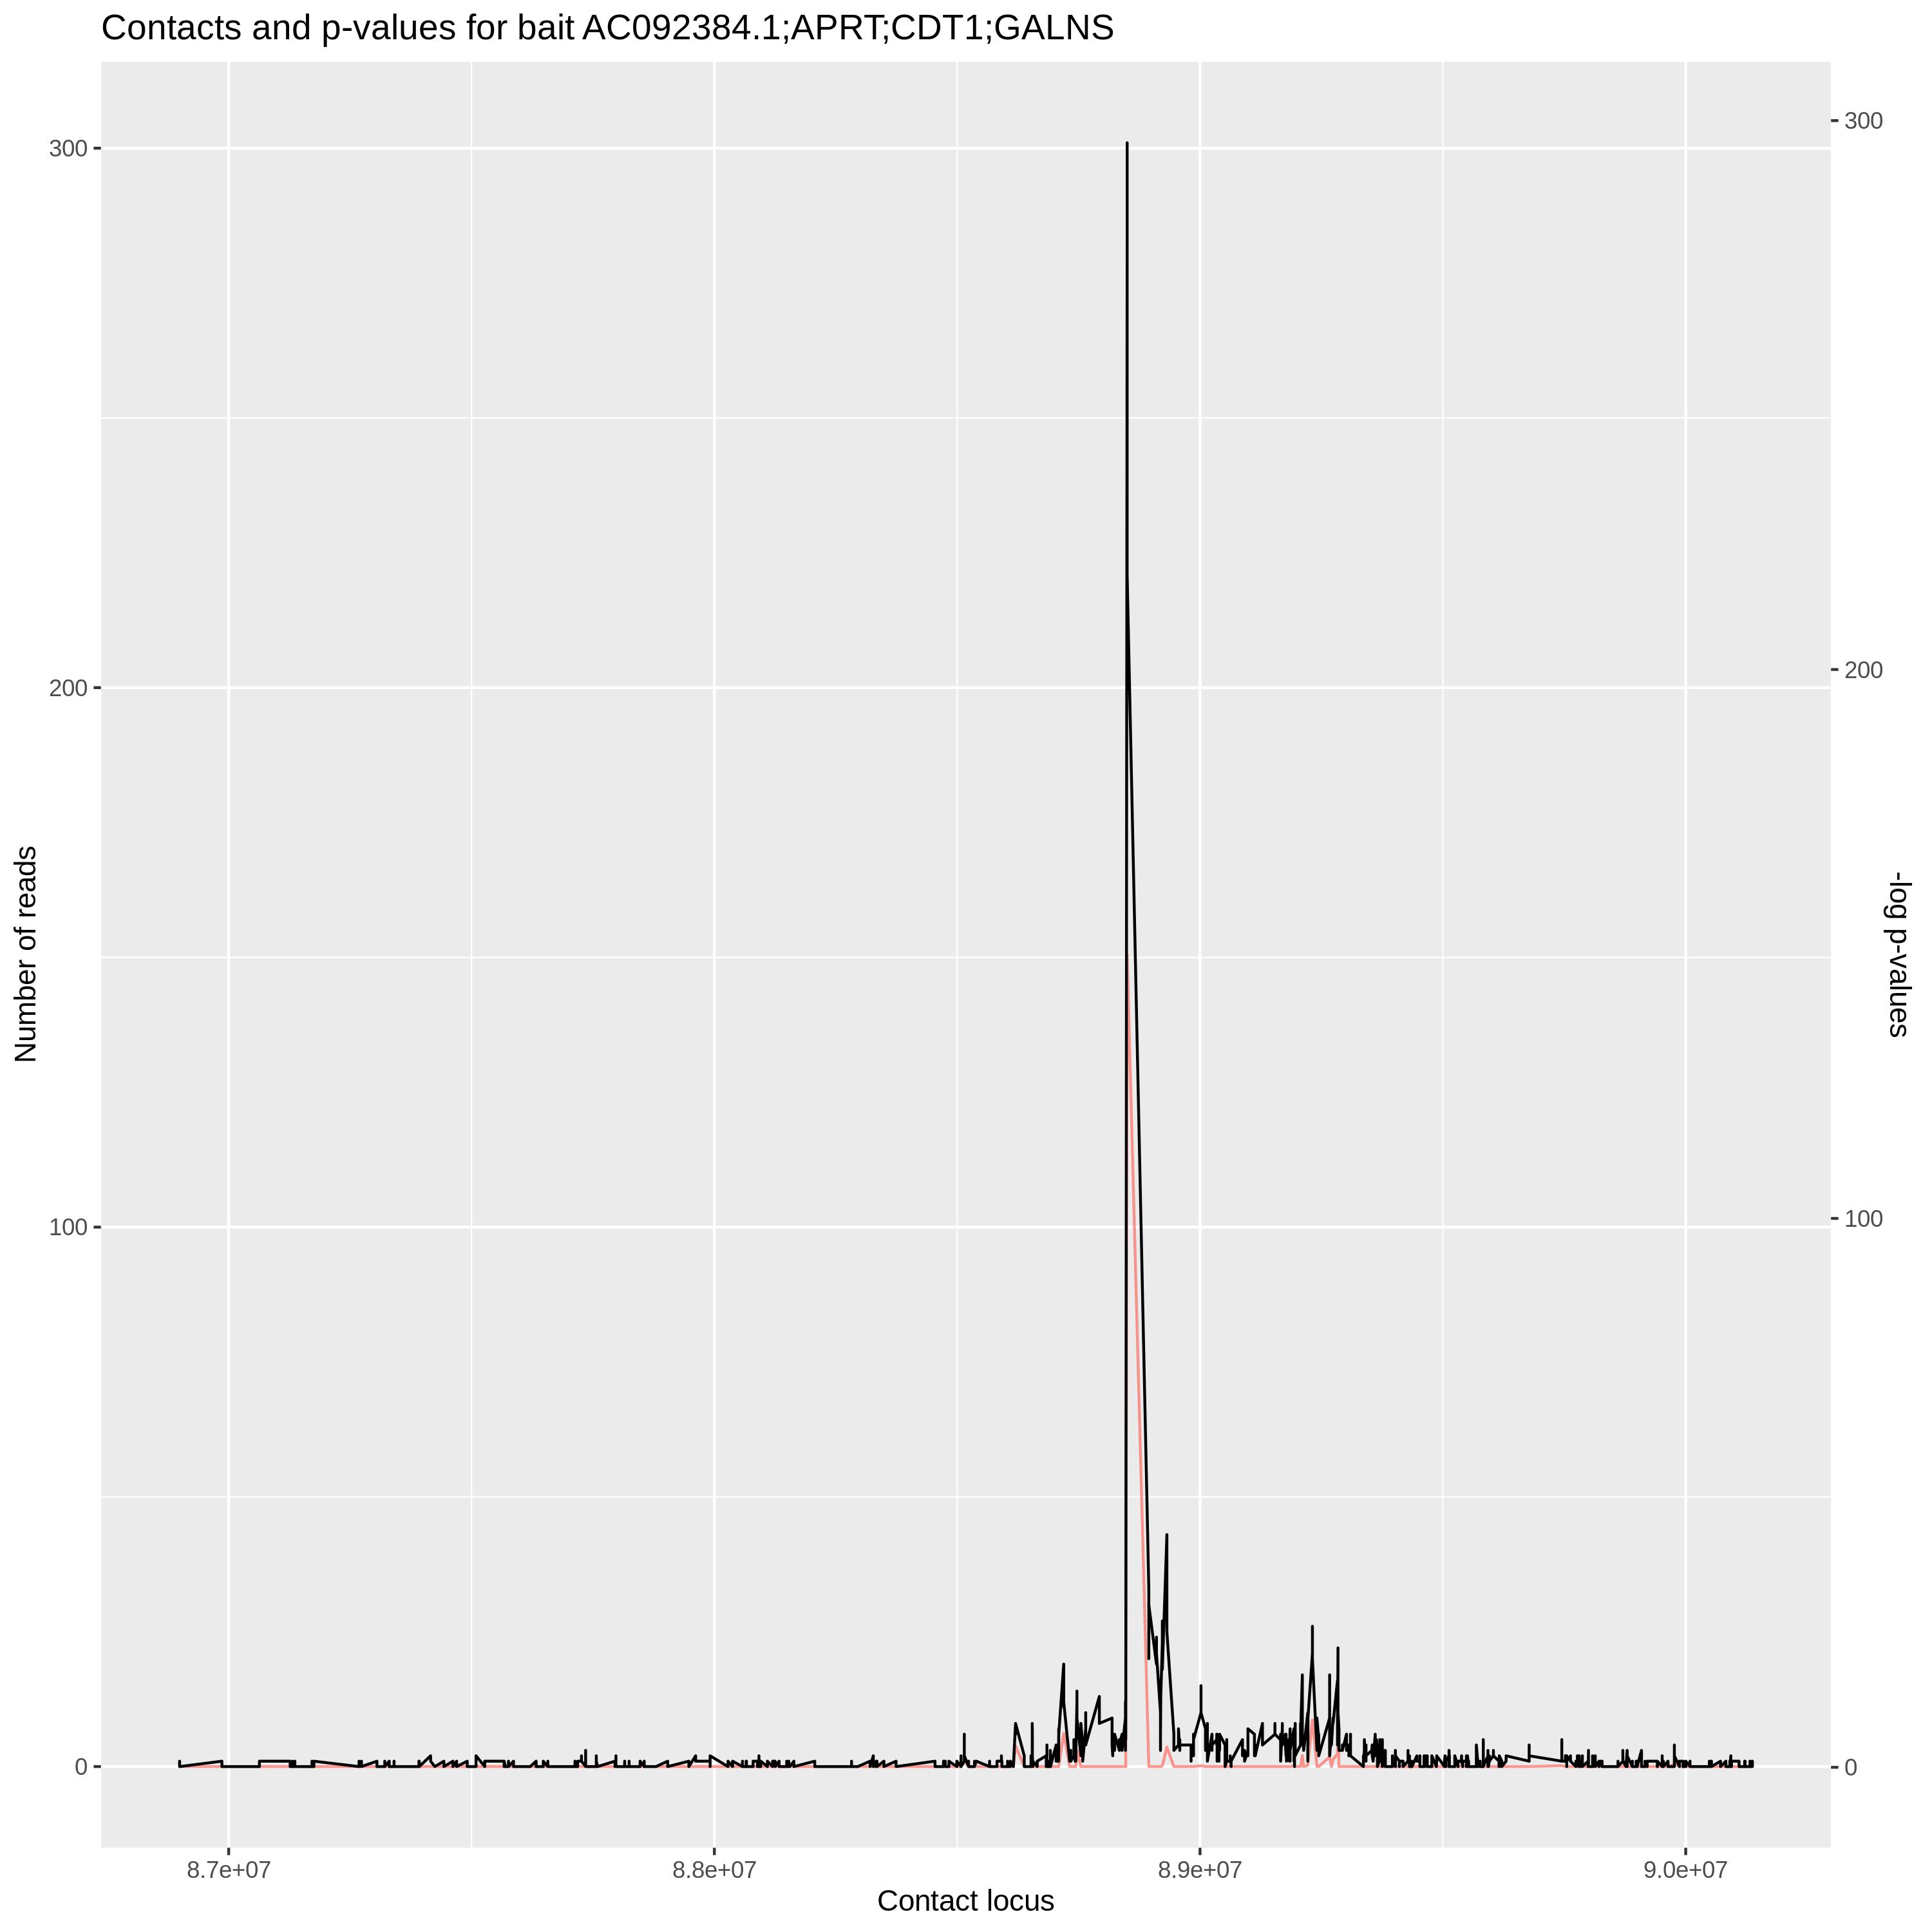 Contacts and p-values for bait AC092384.1;APRT;CDT1;GALNS
300
200
100
0
Number of reads
300
200
100
0
-log p-values
8.7e+07
8.8e+07
8.9e+07
9.0e+07
Contact locus